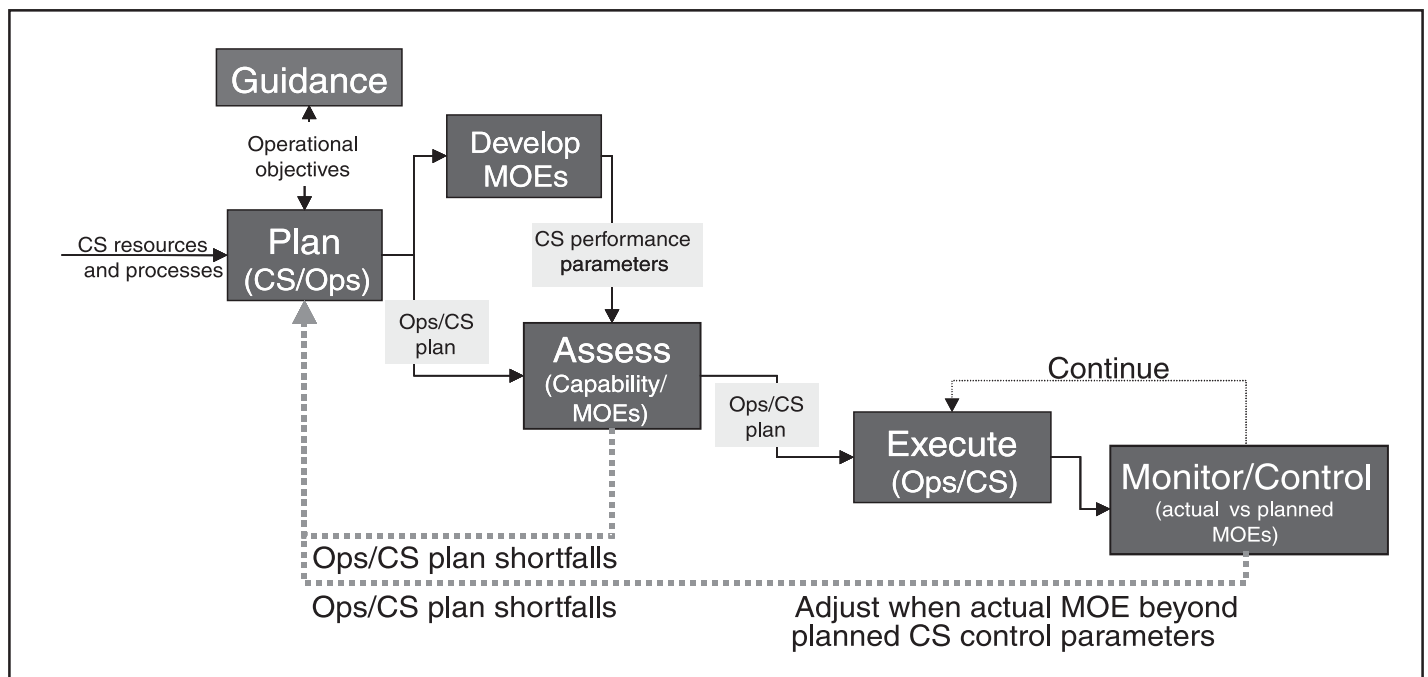 Guidance
Operational
objectives
Develop
MOEs
CS resources
and processes
Plan
(CS/Ops)
CS performance
parameters
Ops/CS
plan
Assess
(Capability/
MOEs)
Ops/CS
plan
Continue
Execute
(Ops/CS)
Monitor/Control
(actual vs planned
MOEs)
Ops/CS plan shortfalls
Ops/CS plan shortfalls
Adjust when actual MOE beyond
planned CS control parameters